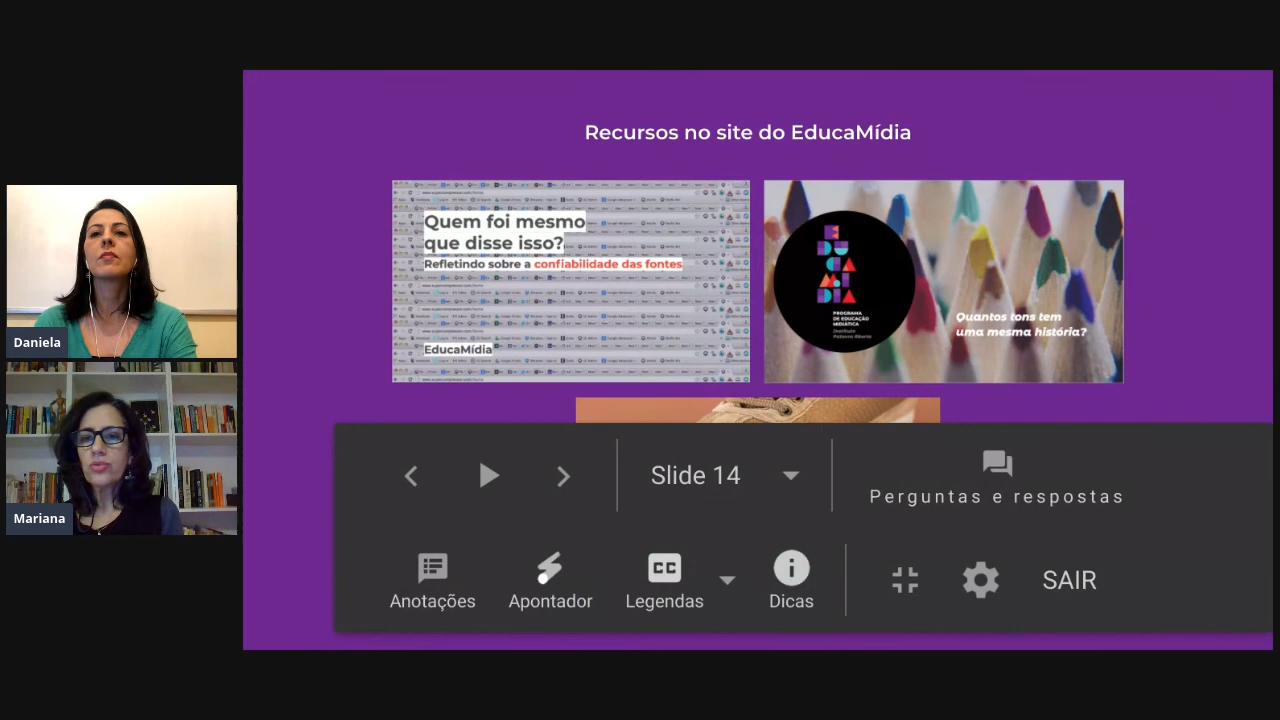 Recursos no site do EducaMídia
Quem foi mesmo
que disse isso?
Refletindo sobre a confiabilidade das fontes
EducaMídia
EDUCAMÍDIA
PROGRAMA
DE EDUCAÇÃO
MIDIÁTICA
Instituto
Palavra Aberta
Quantos tons tem
uma mesma história?
Daniela
Mariana
Slide 14
Perguntas e respostas
Anotações
Apontador
CC
Legendas
Dicas
SAIR